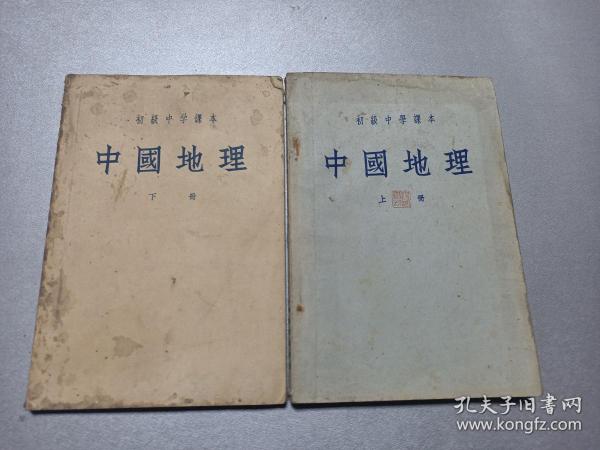 初級中学課本
中國地理
下冊
初級中學課本
中國地理
上冊
孔夫子旧书网
www.kongfz.com